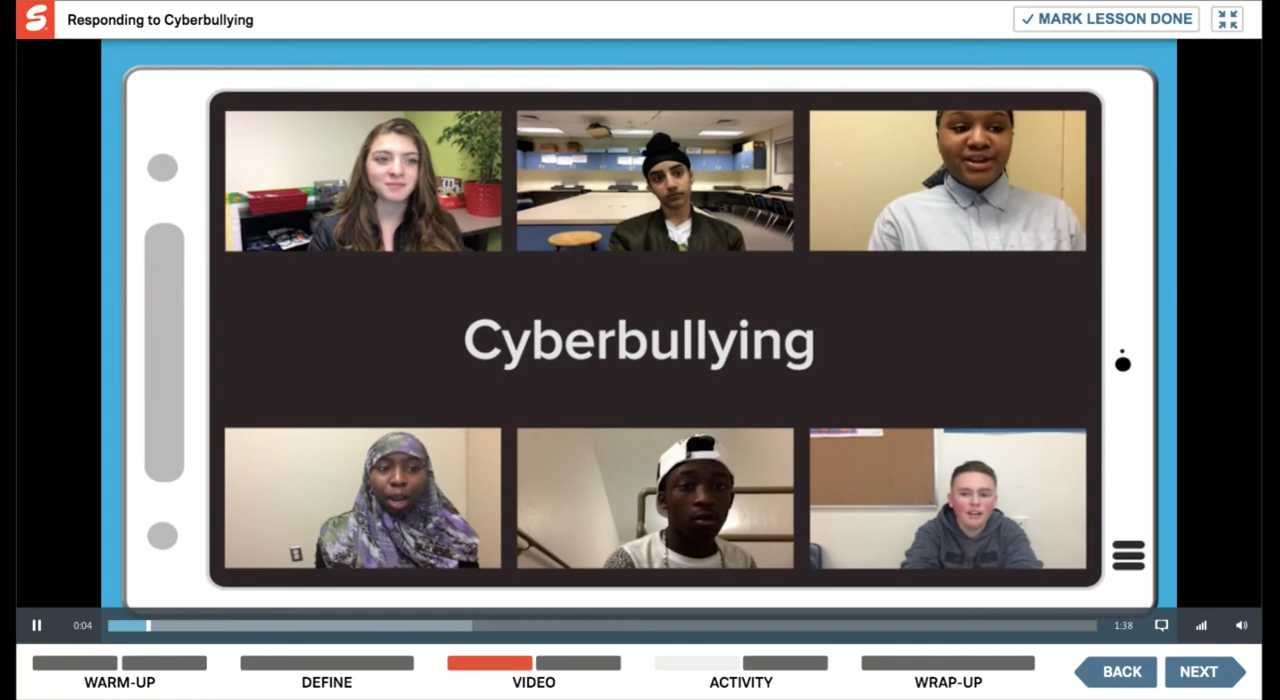 Responding to Cyberbullying
✓ MARK LESSON DONE
Cyberbullying
0:04
1:38
WARM-UP
DEFINE
VIDEO
ACTIVITY
WRAP-UP
BACK
NEXT